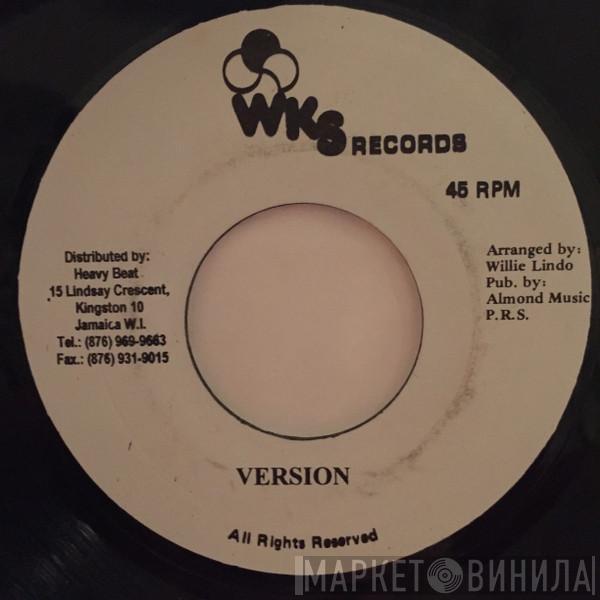 WKS RECORDS
45 RPM
Distributed by:
Heavy Beat
15 Lindsay Crescent,
Kingston 10
Jamaica W.I.
Tel.: (876) 969-9663
Fax.: (876) 931-9015
Arranged by:
Willie Lindo
Pub. by:
Almond Music
P.R.S.
VERSION
All Rights Reserved
МАРКЕТ ВИНИЛА